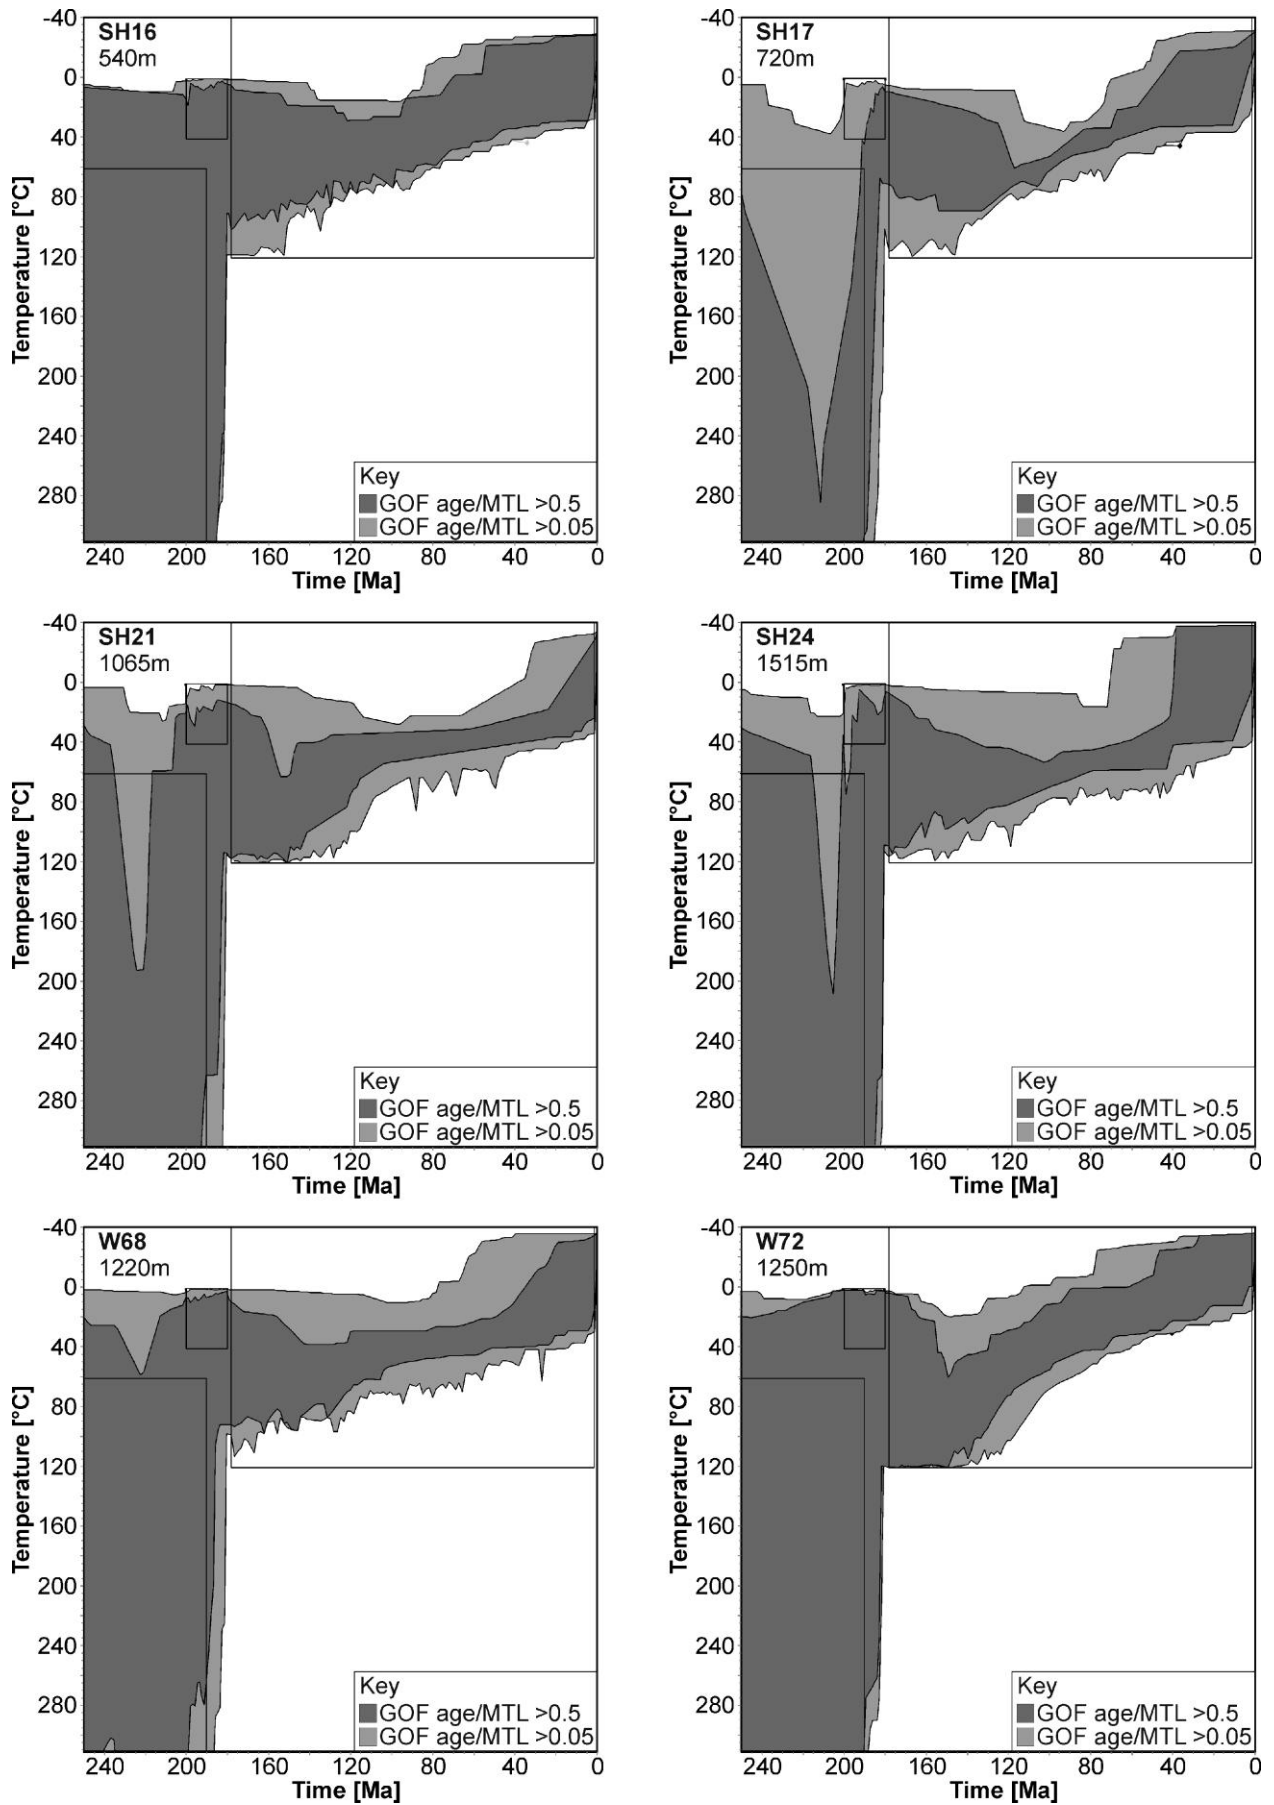 SH16
540m
-40
0
40
80
120
160
200
240
280
Temperature [°C]
Key
GOF age/MTL >0.5
GOF age/MTL >0.05
240 200 160 120 80 40 0
Time [Ma]
SH17
720m
-40
0
40
80
120
160
200
240
280
Temperature [°C]
Key
GOF age/MTL >0.5
GOF age/MTL >0.05
240 200 160 120 80 40 0
Time [Ma]
SH21
1065m
-40
0
40
80
120
160
200
240
280
Temperature [°C]
Key
GOF age/MTL >0.5
GOF age/MTL >0.05
240 200 160 120 80 40 0
Time [Ma]
SH24
1515m
-40
0
40
80
120
160
200
240
280
Temperature [°C]
Key
GOF age/MTL >0.5
GOF age/MTL >0.05
240 200 160 120 80 40 0
Time [Ma]
W68
1220m
-40
0
40
80
120
160
200
240
280
Temperature [°C]
Key
GOF age/MTL >0.5
GOF age/MTL >0.05
240 200 160 120 80 40 0
Time [Ma]
W72
1250m
-40
0
40
80
120
160
200
240
280
Temperature [°C]
Key
GOF age/MTL >0.5
GOF age/MTL >0.05
240 200 160 120 80 40 0
Time [Ma]